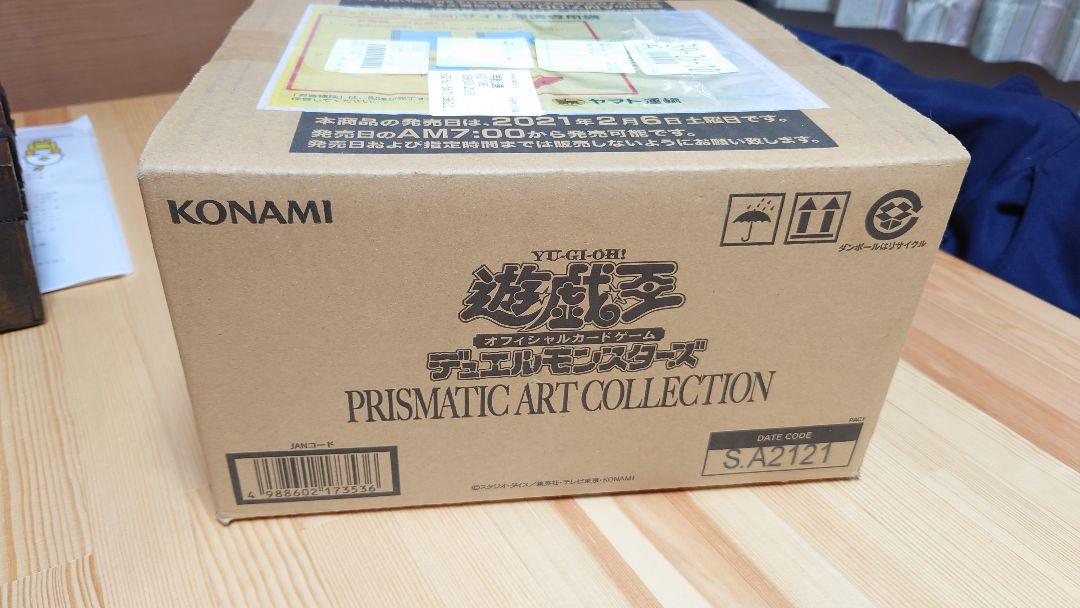 ヤマト運輸
本商品の発売日は、2021年2月6日土曜日です。
発売日のAM7:00から発売可能です。
発売日および指定時間までは販売しないようにお願い致します。
KONAMI
ダンボールはリサイクル
YU-GI-OH!
遊戯王
オフィシャルカードゲーム
デュエルモンスターズ
PRISMATIC ART COLLECTION
JANコード
4 988602 173536
©スタジオ・ダイス/集英社・テレビ東京・KONAMI
PAC1
DATE CODE
S.A2121